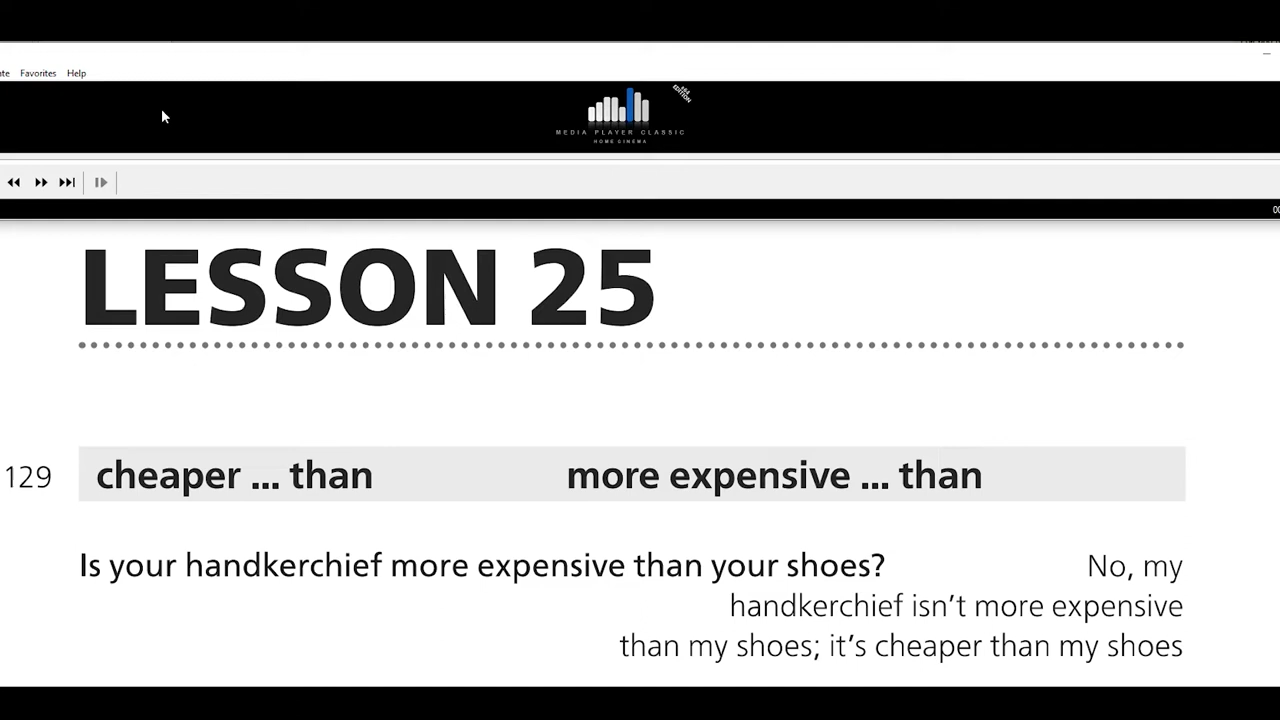 Favorites Help
EDITION
MEDIA PLAYER CLASSIC
HOME CINEMA
LESSON 25
129 cheaper ... than more expensive ... than
Is your handkerchief more expensive than your shoes? No, my
handkerchief isn't more expensive
than my shoes; it's cheaper than my shoes